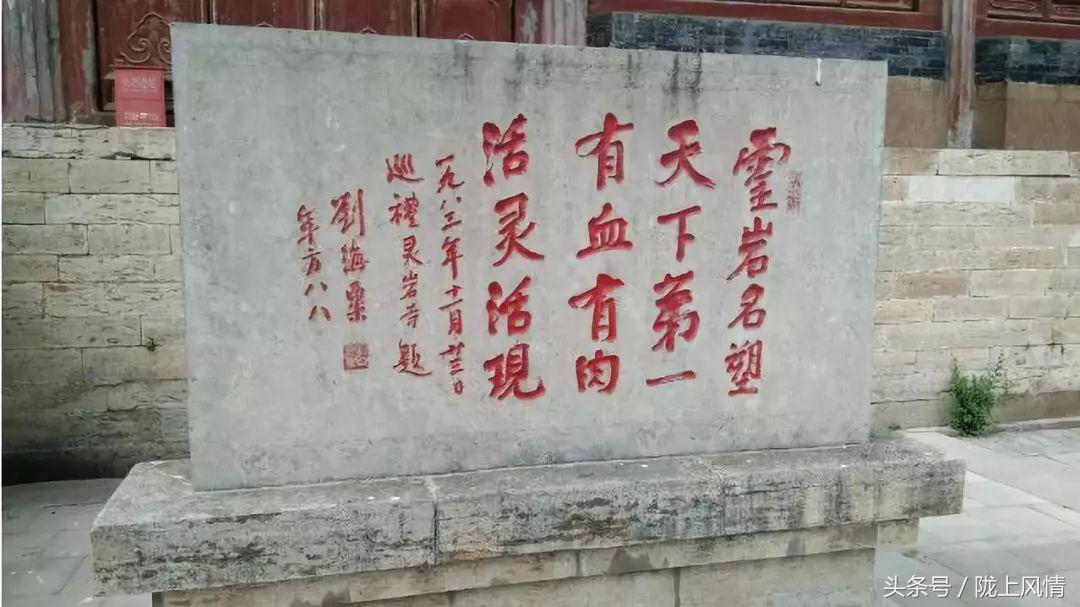 靈岩名塑
天下第一
有血有肉
活灵活現
一九八三年十一月廿三日
巡禮灵岩寺題
劉海粟
年方八八
头条号／陇上风情